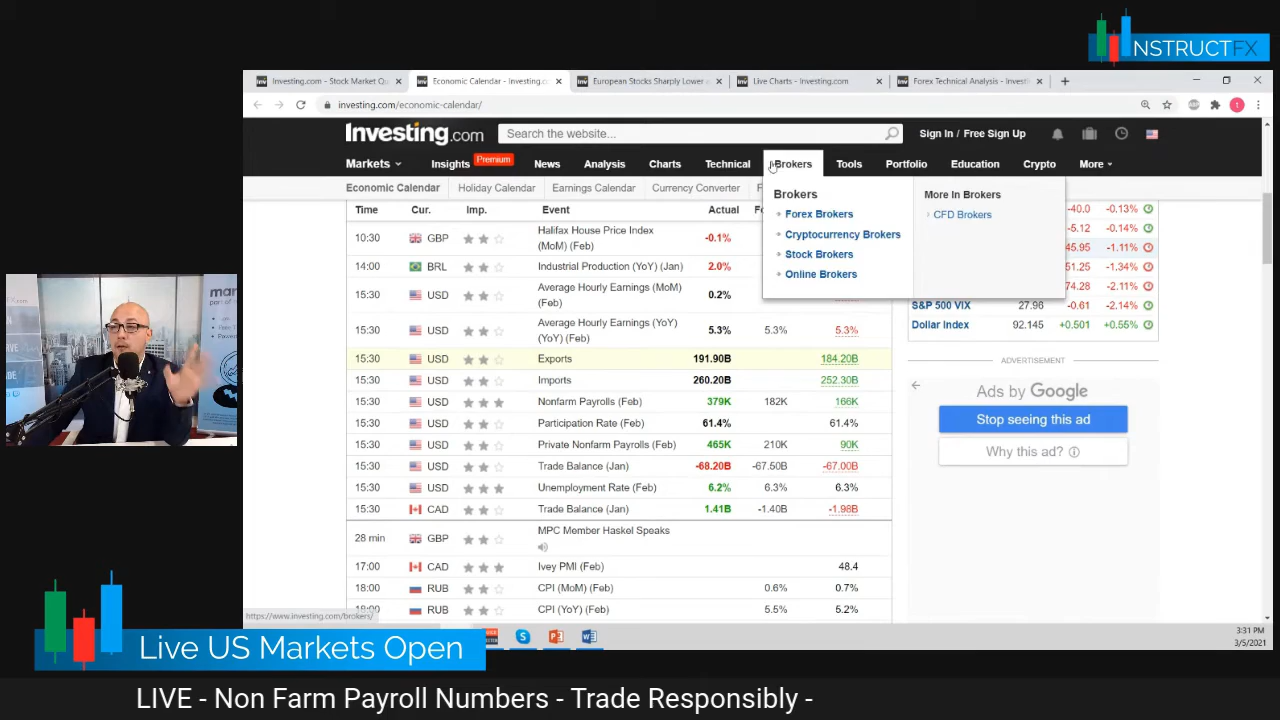 NSTRUCTFX
Investing.com - Stock Market Qu
Economic Calendar - Investing.c
European Stocks Sharply Lower
Live Charts - Investing.com
Forex Technical Analysis - Investi
investing.com/economic-calendar/
Investing.com
Search the website...
Sign In / Free Sign Up
Markets
Insights
Premium
News
Analysis
Charts
Technical
Brokers
Tools
Portfolio
Education
Crypto
More
Economic Calendar
Holiday Calendar
Earnings Calendar
Currency Converter
F
Brokers
Forex Brokers
Cryptocurrency Brokers
Stock Brokers
Online Brokers
More In Brokers
CFD Brokers
Time Cur. Imp. Event Actual Fo
10:30 GBP Halifax House Price Index
(MoM) (Feb) -0.1%
14:00 BRL Industrial Production (YoY) (Jan) 2.0%
15:30 USD Average Hourly Earnings (MoM)
(Feb) 0.2%
15:30 USD Average Hourly Earnings (YoY)
(YoY) (Feb) 5.3% 5.3% 5.3%
15:30 USD Exports 191.90B 184.20B
15:30 USD Imports 260.20B 252.30B
15:30 USD Nonfarm Payrolls (Feb) 379K 182K 166K
15:30 USD Participation Rate (Feb) 61.4% 61.4%
15:30 USD Private Nonfarm Payrolls (Feb) 465K 210K 90K
15:30 USD Trade Balance (Jan) -68.20B -67.50B -67.00B
15:30 USD Unemployment Rate (Feb) 6.2% 6.3% 6.3%
15:30 CAD Trade Balance (Jan) 1.41B -1.40B -1.98B
28 min GBP MPC Member Haskel Speaks
17:00 CAD Ivey PMI (Feb) 48.4
18:00 RUB CPI (MoM) (Feb) 0.6% 0.7%
18:00 RUB CPI (YoY) (Feb) 5.5% 5.2%
-40.0 -0.13%
-5.12 -0.14%
45.95 -1.11%
51.25 -1.34%
74.28 -2.11%
S&P 500 VIX 27.96 -0.61 -2.14%
Dollar Index 92.145 +0.501 +0.55%
ADVERTISEMENT
Ads by Google
Stop seeing this ad
Why this ad?
https://www.investing.com/brokers/
3:31 PM
3/5/2021
Live US Markets Open
LIVE - Non Farm Payroll Numbers - Trade Responsibly -